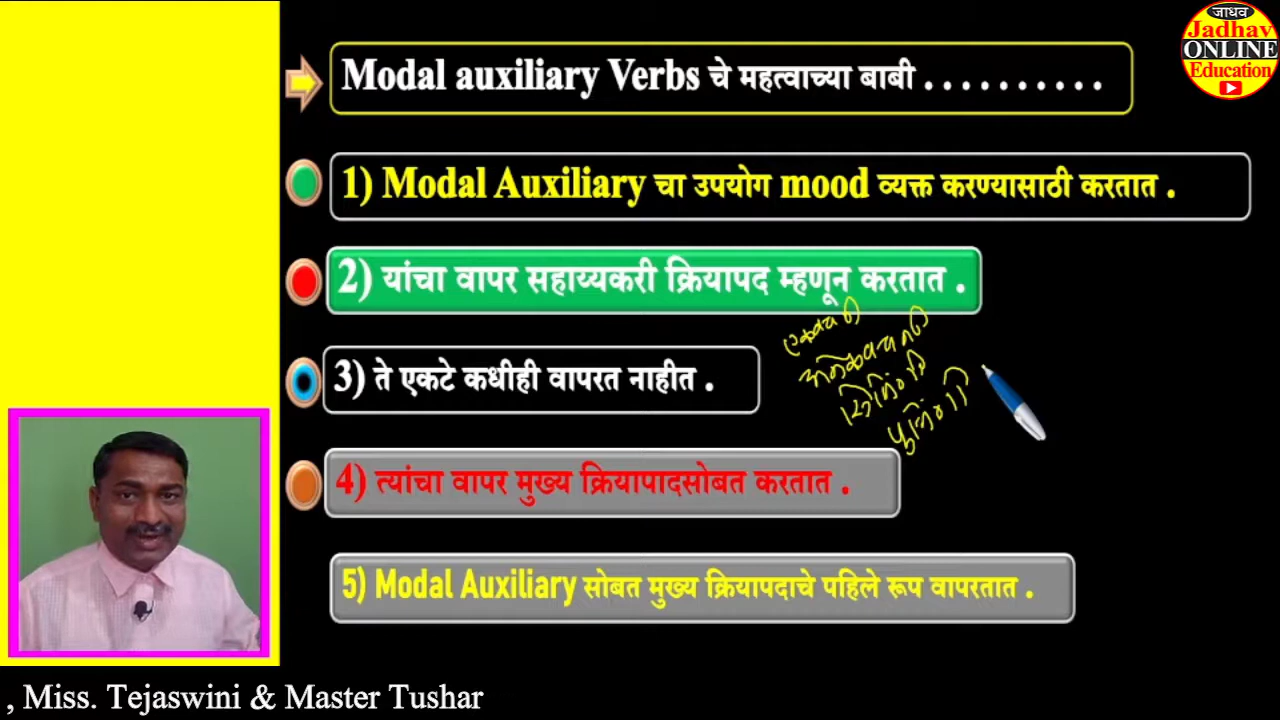 जाधव
Jadhav
ONLINE
Education
Modal auxiliary Verbs चे महत्वाच्या बाबी . . . . . . . . . .
1) Modal Auxiliary चा उपयोग mood व्यक्त करण्यासाठी करतात .
2) यांचा वापर सहाय्यकरी क्रियापद म्हणून करतात .
3) ते एकटे कधीही वापरत नाहीत .
4) त्यांचा वापर मुख्य क्रियापादसोबत करतात .
5) Modal Auxiliary सोबत मुख्य क्रियापदाचे पहिले रूप वापरतात .
, Miss. Tejaswini & Master Tushar